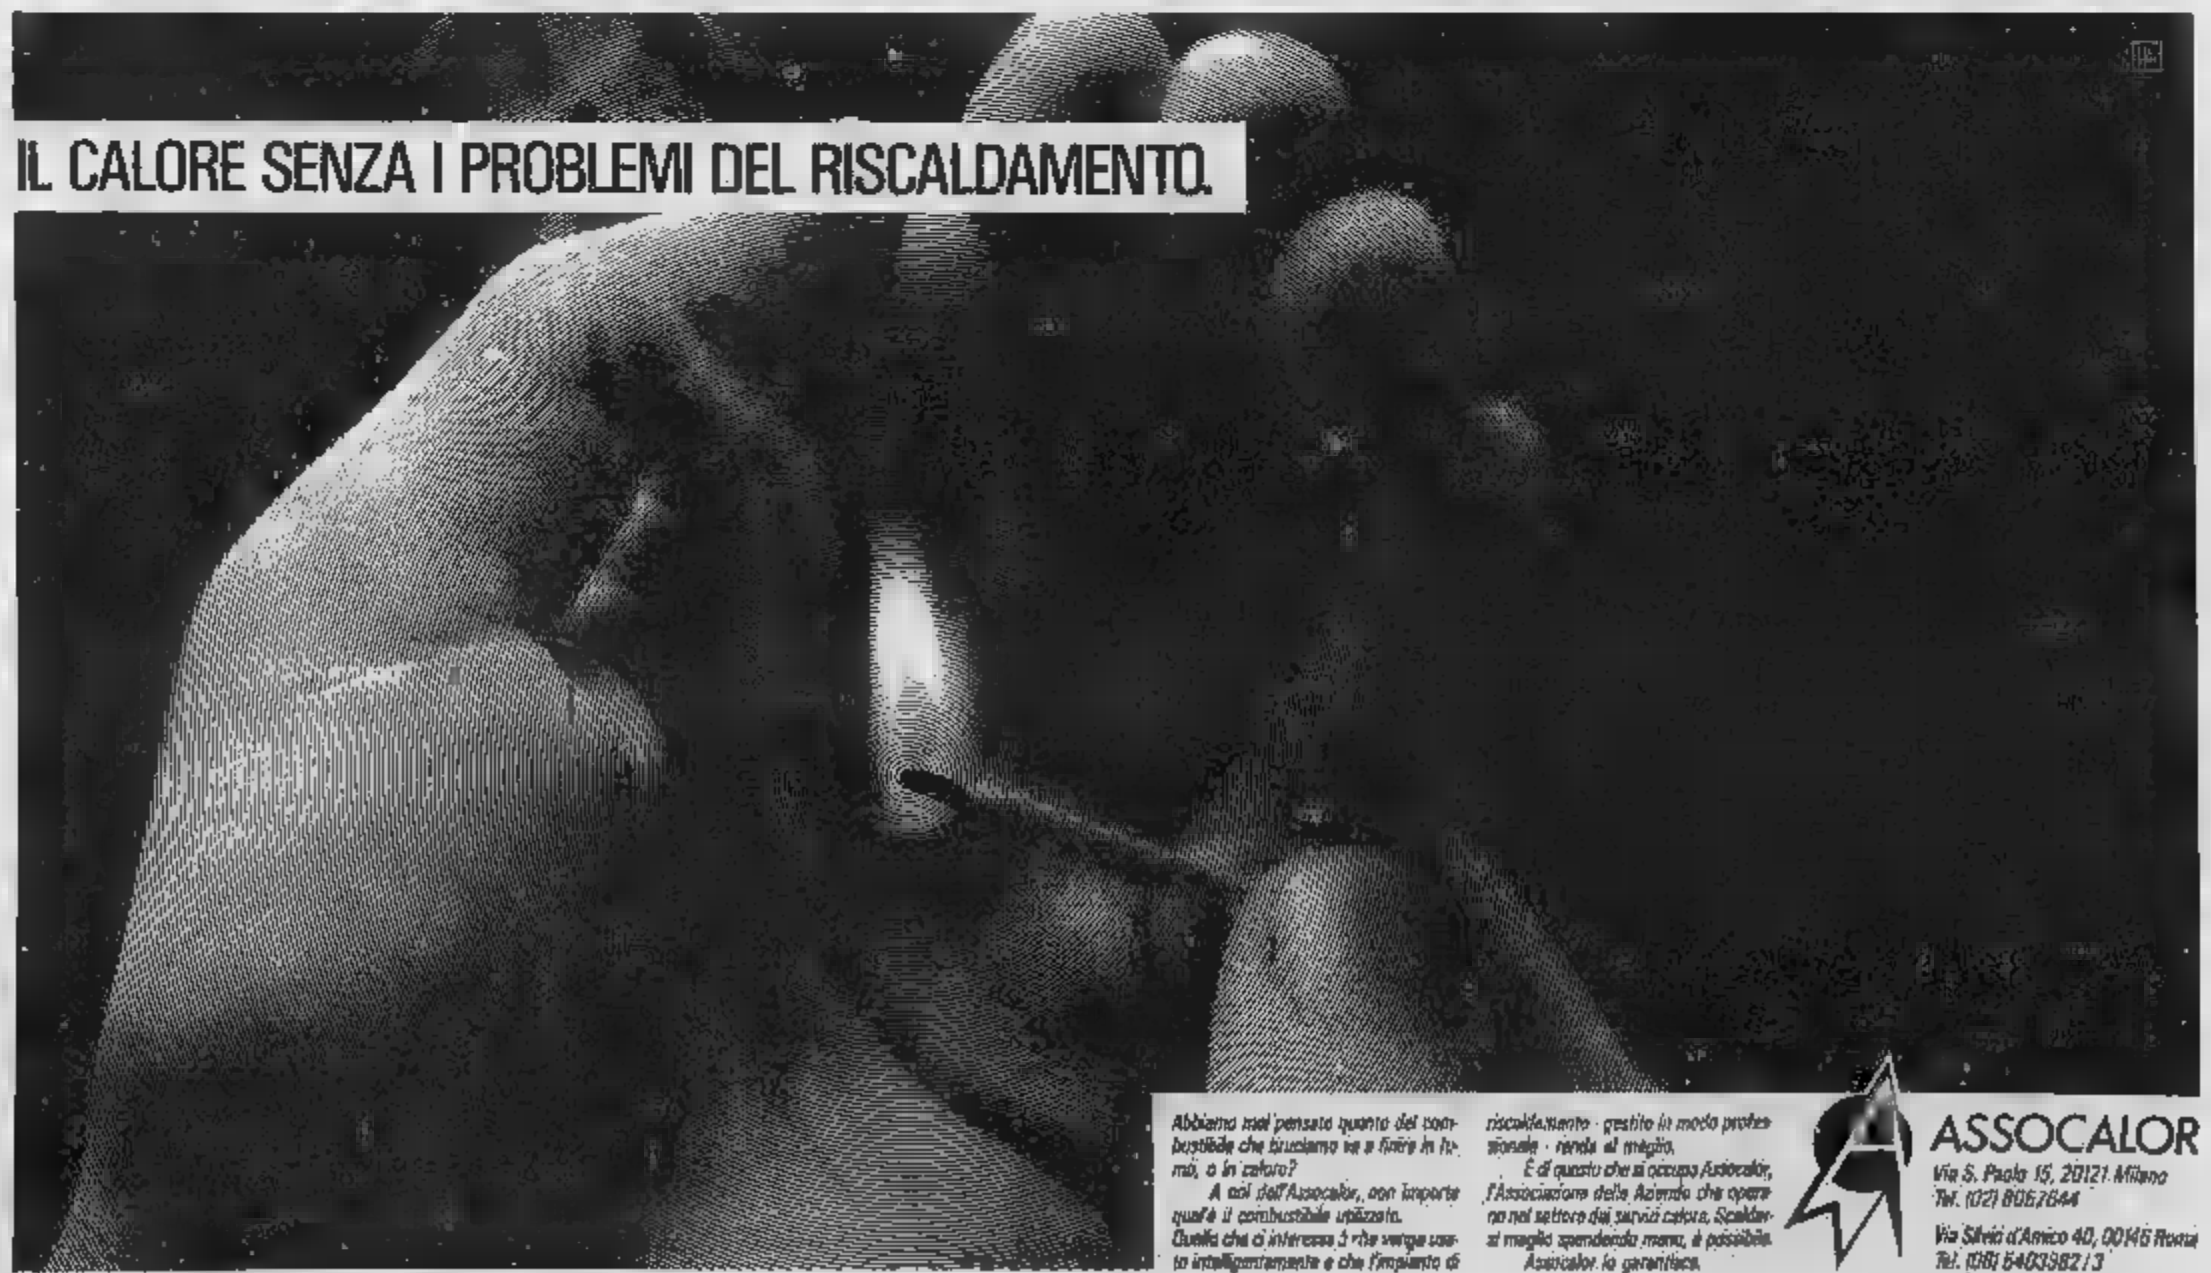 IL CALORE SENZA I PROBLEMI DEL RISCALDAMENTO.
Abbiamo mai pensato quanto del com-
bustibile che bruciamo va a finire in fu-
mo, o in calore?
A noi dell'Assocalor, non importa
qual'è il combustibile utilizzato.
Quello che ci interessa è che venga usa-
to intelligentemente e che l'impianto di
riscaldamento - gestito in modo profes-
sionale - renda al meglio.
È di questo che si occupa Assocalor,
l'Associazione delle Aziende che opera-
no nel settore dei servizi calore. Scaldar-
si meglio spendendo meno, è possibile.
Assocalor lo garantisce.
ASSOCALOR
Via S. Paolo 15, 20121 Milano
Tel. (02) 8067644
Via Silvio d'Amico 40, 00145 Roma
Tel. (06) 5403982/3